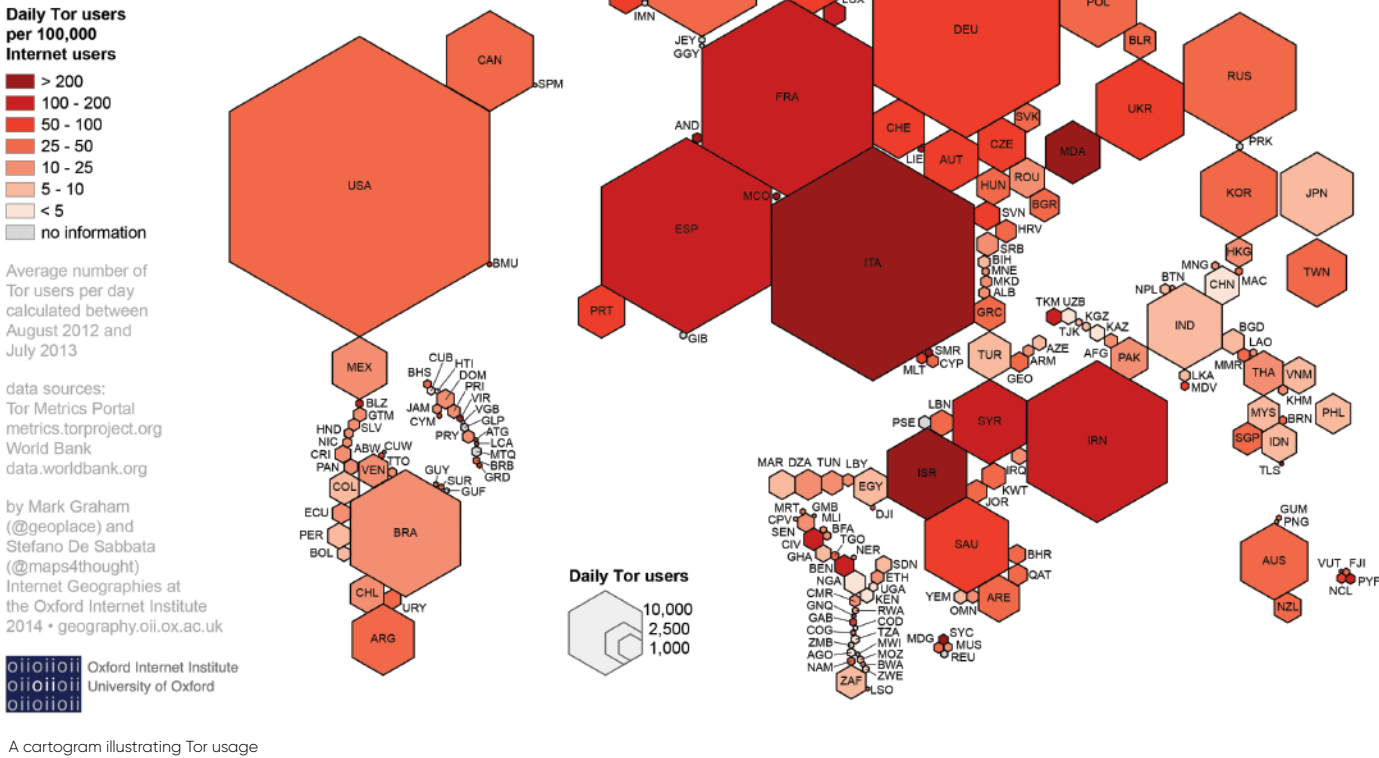 Daily Tor users
per 100,000
Internet users
> 200
100 - 200
50 - 100
25 - 50
10 - 25
5 - 10
< 5
no information
Average number of
Tor users per day
calculated between
August 2012 and
July 2013
data sources:
Tor Metrics Portal
metrics.torproject.org
World Bank
data.worldbank.org
by Mark Graham
(@geoplace) and
Stefano De Sabbata
(@maps4thought)
Internet Geographies at
the Oxford Internet Institute
2014 • geography.oii.ox.ac.uk
oiioiioii
oiioiioii
oiioiioii
Oxford Internet Institute
University of Oxford
CAN
SPM
USA
BMU
MEX
BLZ
GTM
SLV
HND
NIC
CRI
PAN
ABW
CUW
TTO
VEN
COL
GUY
SUR
GUF
ECU
PER
BOL
BRA
CHL
URY
ARG
CUB
HTI
BHS
DOM
PRI
VIR
VGB
JAM
CYM
GLP
PRY
ATG
LCA
MTQ
BRB
GRD
IMN
JEY
GGY
DEU
POL
BLR
FRA
CHE
LIE
AUT
CZE
SVK
UKR
RUS
PRK
AND
MCO
MDA
HUN
ROU
BGR
SVN
HRV
ESP
ITA
SRB
BIH
MNE
MKD
ALB
GRC
PRT
GIB
SMR
CYP
MLT
TUR
GEO
ARM
AZE
KOR
JPN
HKG
MNG
MAC
TWN
BTN
NPL
CHN
IND
TKM
UZB
TJK
KGZ
KAZ
AFG
PAK
BGD
LAO
MMR
THA
VNM
LKA
MDV
KHM
MYS
BRN
PHL
SGP
IDN
TLS
LBN
PSE
SYR
IRN
ISR
IRQ
KWT
JOR
MAR
DZA
TUN
LBY
EGY
DJI
SAU
BHR
QAT
YEM
OMN
ARE
MRT
GMB
CPV
MLI
SEN
BFA
CIV
TGO
GHA
NER
BEN
SDN
NGA
ETH
UGA
CMR
KEN
GNQ
RWA
GAB
COD
COG
TZA
ZMB
MWI
AGO
MOZ
NAM
BWA
ZWE
ZAF
LSO
MDG
SYC
MUS
REU
GUM
PNG
AUS
NZL
VUT
FJI
PYF
NCL
Daily Tor users
10,000
2,500
1,000
A cartogram illustrating Tor usage